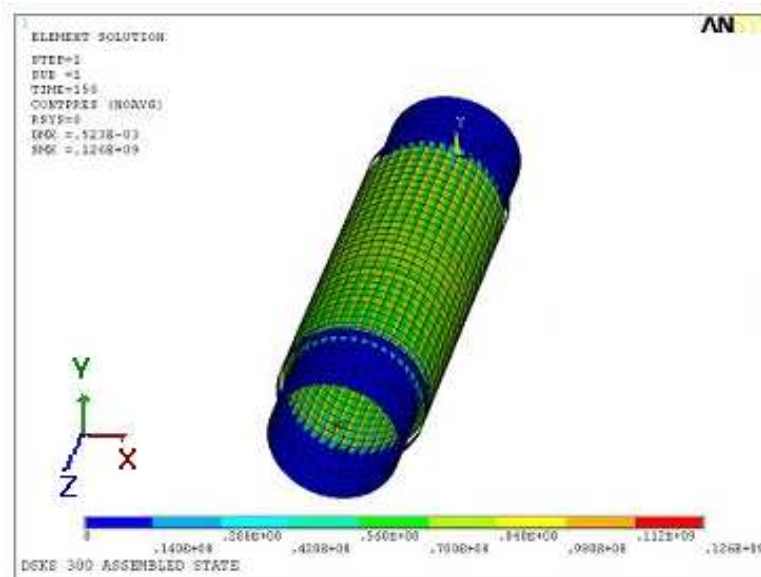 1
ELEMENT SOLUTION
STEP=1
SUB =1
TIME=150
CONTPRES (NOAVG)
RSYS=0
DMX =.523E-03
SMX =.126E+09
AN
Y
Y
X
Z
0 .280E+08 .560E+08 .840E+08 .112E+09
.140E+08 .420E+08 .700E+08 .980E+08 .126E+09
DSKS 300 ASSEMBLED STATE